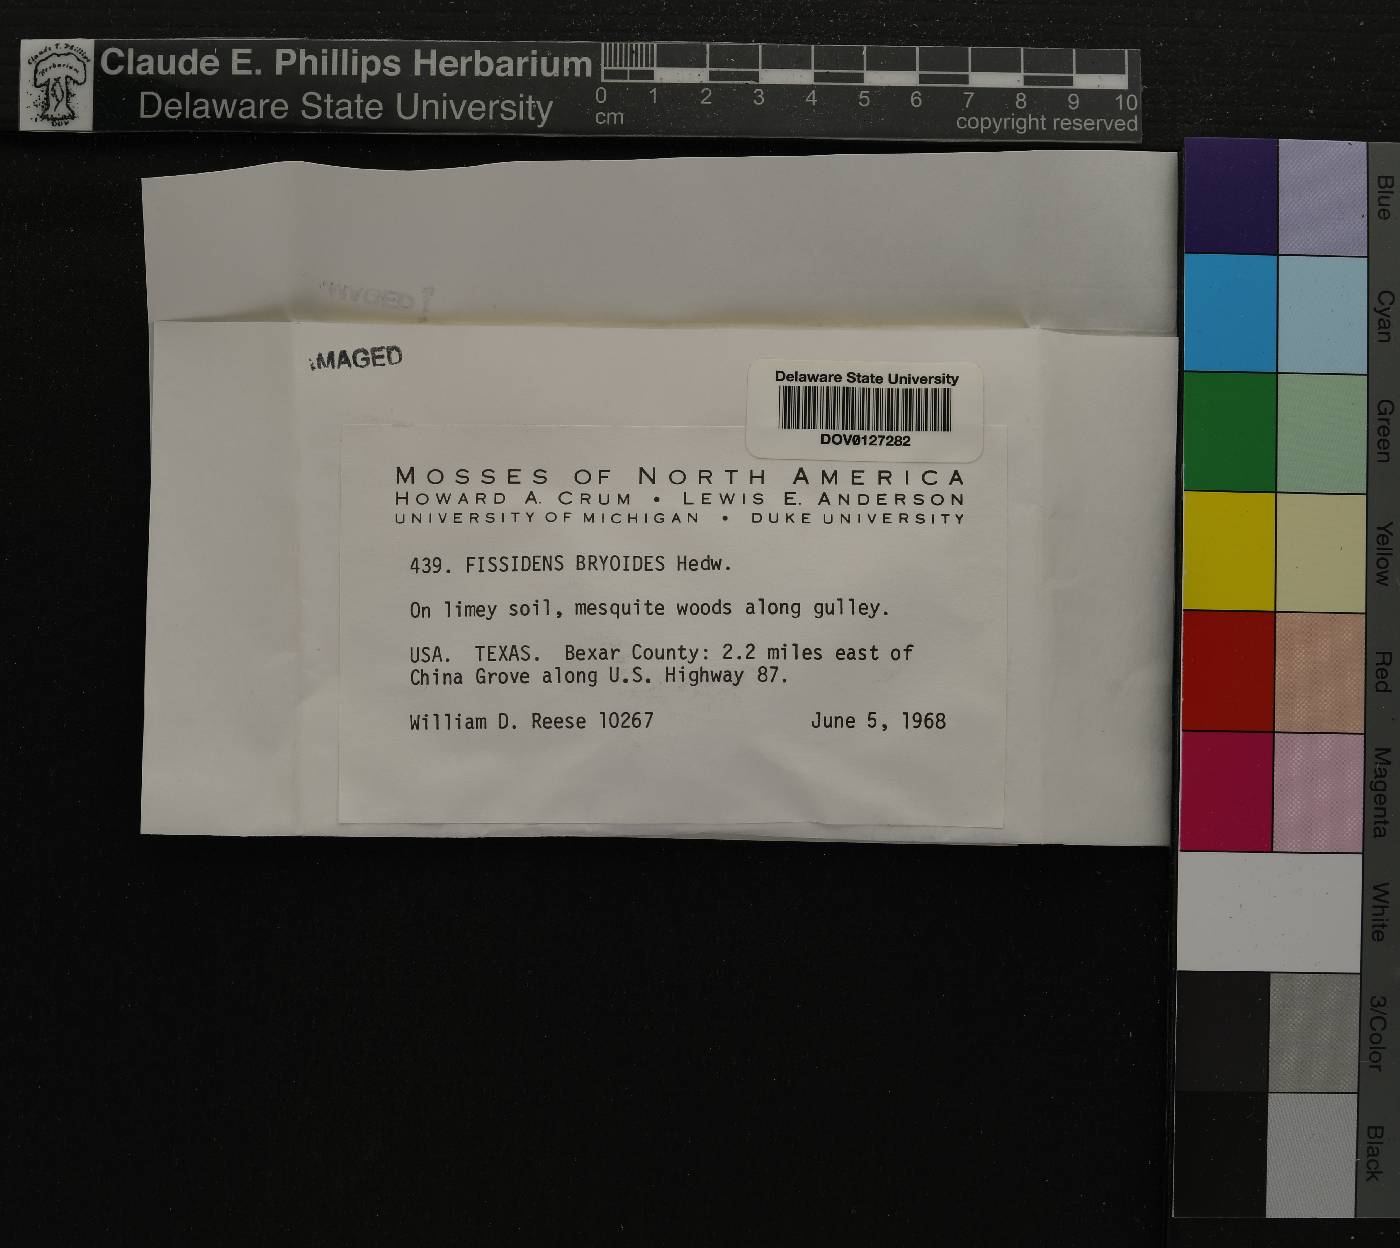 Claude E. Phillips Herbarium
Delaware State University
0 1 2 3 4 5 6 7 8 9 10
cm
copyright reserved
IMAGED
Delaware State University
DOV0127282
MOSSES OF NORTH AMERICA
HOWARD A. CRUM • LEWIS E. ANDERSON
UNIVERSITY OF MICHIGAN • DUKE UNIVERSITY
439. FISSIDENS BRYOIDES Hedw.
On limey soil, mesquite woods along gulley.
USA. TEXAS. Bexar County: 2.2 miles east of
China Grove along U.S. Highway 87.
William D. Reese 10267 June 5, 1968
Blue
Cyan
Green
Yellow
Red
Magenta
White
3/Color
Black